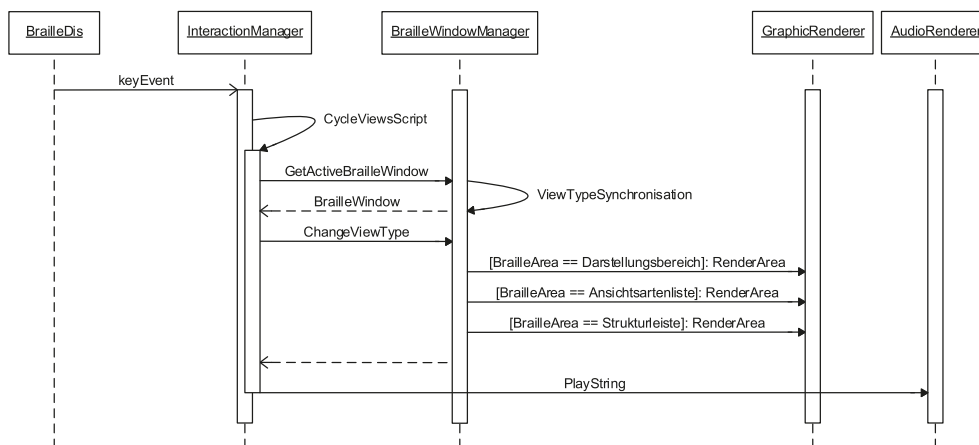 BrailleDis
InteractionManager
BrailleWindowManager
GraphicRenderer
AudioRenderer
keyEvent
CycleViewsScript
GetActiveBrailleWindow
ViewTypeSynchronisation
BrailleWindow
ChangeViewType
[BrailleArea == Darstellungsbereich]: RenderArea
[BrailleArea == Ansichtsartenliste]: RenderArea
[BrailleArea == Strukturleiste]: RenderArea
PlayString